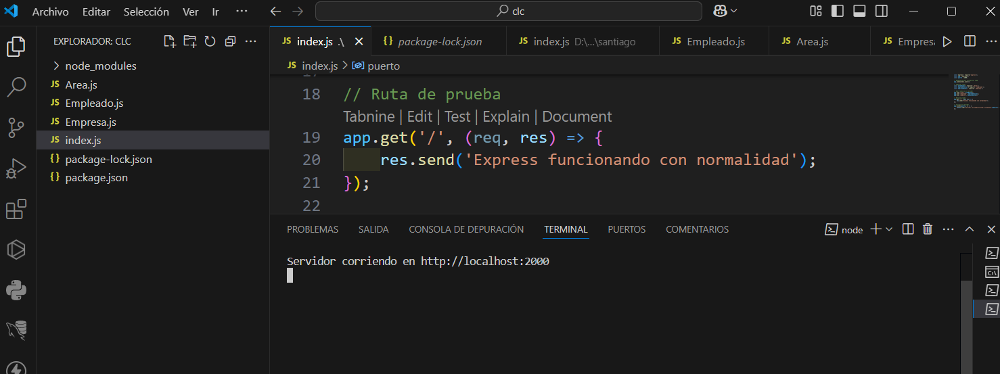 Archivo Editar Selección Ver Ir ··· clc
EXPLORADOR: CLC ···
node_modules
JS Area.js
JS Empleado.js
JS Empresa.js
JS index.js
{} package-lock.json
{} package.json
JS index.js .\ {} package-lock.json JS index.js D:\...\santiago JS Empleado.js JS Area.js JS Empresa ···
JS index.js > puerto
18 // Ruta de prueba
Tabnine | Edit | Test | Explain | Document
19 app.get('/', (req, res) => {
20 res.send('Express funcionando con normalidad');
21 });
22
PROBLEMAS SALIDA CONSOLA DE DEPURACIÓN TERMINAL PUERTOS COMENTARIOS node ···
Servidor corriendo en http://localhost:2000